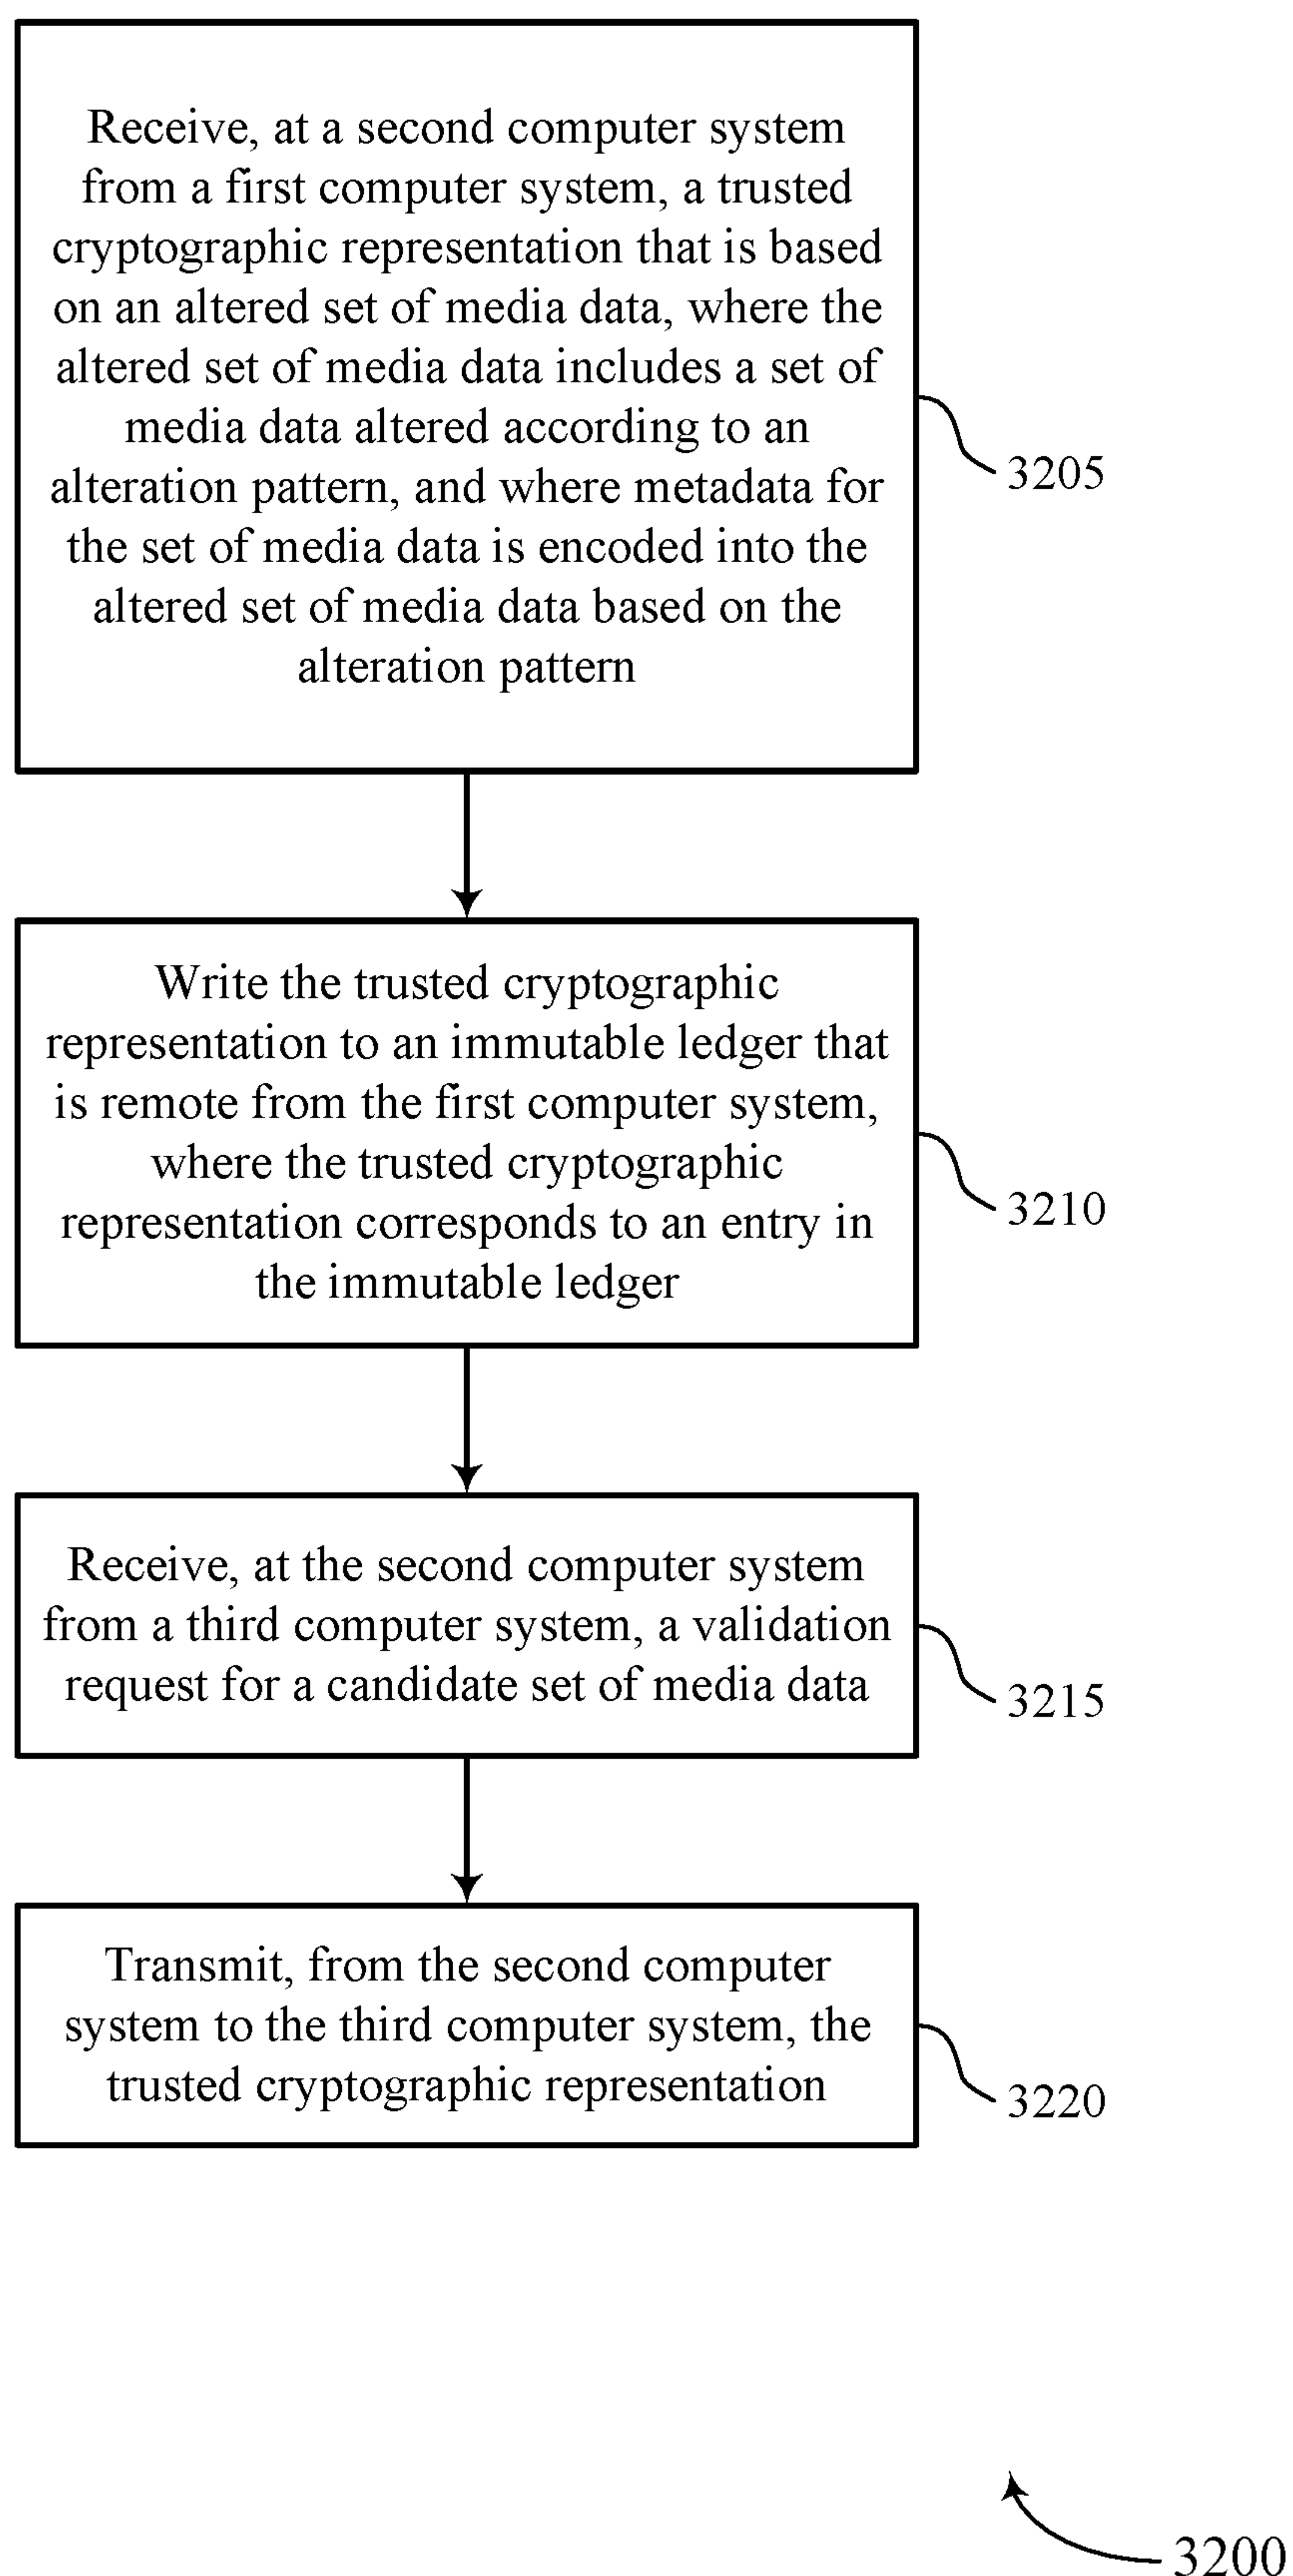 Receive, at a second computer system
from a first computer system, a trusted
cryptographic representation that is based
on an altered set of media data, where the
altered set of media data includes a set of
media data altered according to an
alteration pattern, and where metadata for
the set of media data is encoded into the
altered set of media data based on the
alteration pattern
3205
Write the trusted cryptographic
representation to an immutable ledger that
is remote from the first computer system,
where the trusted cryptographic
representation corresponds to an entry in
the immutable ledger
3210
Receive, at the second computer system
from a third computer system, a validation
request for a candidate set of media data
3215
Transmit, from the second computer
system to the third computer system, the
trusted cryptographic representation
3220
3200